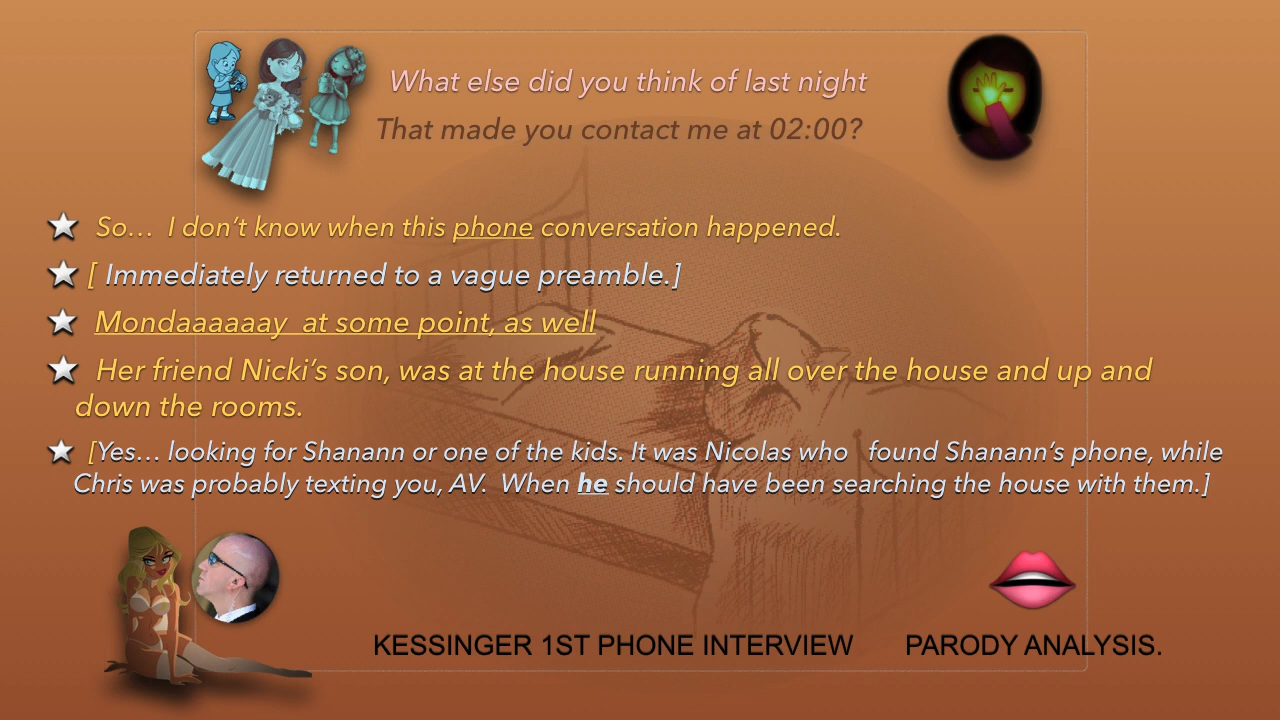 What else did you think of last night
That made you contact me at 02:00?
So… I don’t know when this phone conversation happened.
[ Immediately returned to a vague preamble.]
Mondaaaaaay at some point, as well
Her friend Nicki’s son, was at the house running all over the house and up and
down the rooms.
[Yes… looking for Shanann or one of the kids. It was Nicolas who found Shanann’s phone, while
Chris was probably texting you, AV. When he should have been searching the house with them.]
KESSINGER 1ST PHONE INTERVIEW PARODY ANALYSIS.